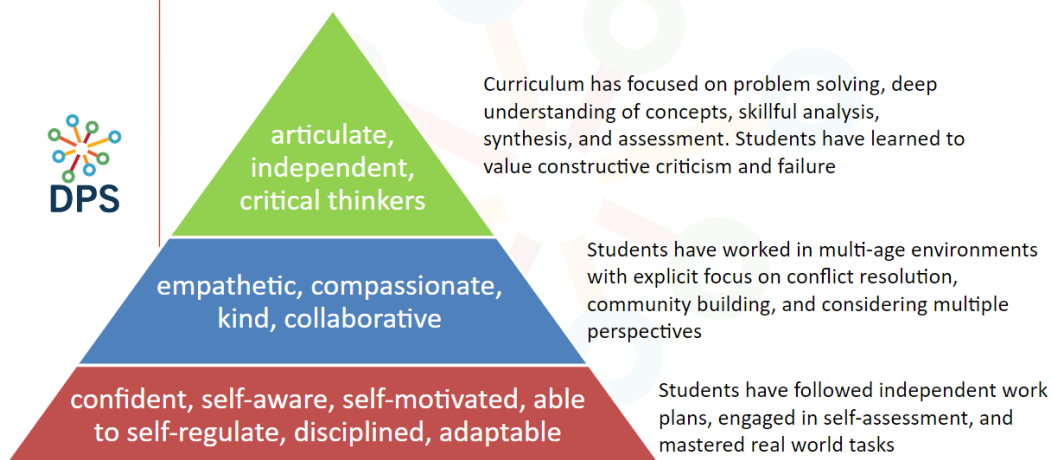 DPS
articulate,
independent,
critical thinkers
Curriculum has focused on problem solving, deep
understanding of concepts, skillful analysis,
synthesis, and assessment. Students have learned to
value constructive criticism and failure
empathetic, compassionate,
kind, collaborative
Students have worked in multi-age environments
with explicit focus on conflict resolution,
community building, and considering multiple
perspectives
confident, self-aware, self-motivated, able
to self-regulate, disciplined, adaptable
Students have followed independent work
plans, engaged in self-assessment, and
mastered real world tasks